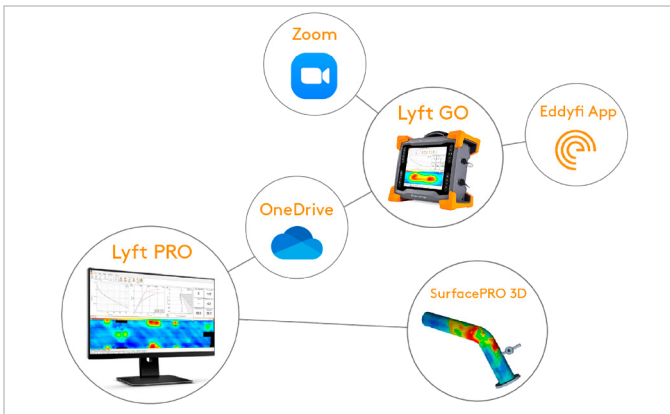 Zoom
Lyft GO
Eddyfi App
OneDrive
Lyft PRO
SurfacePRO 3D